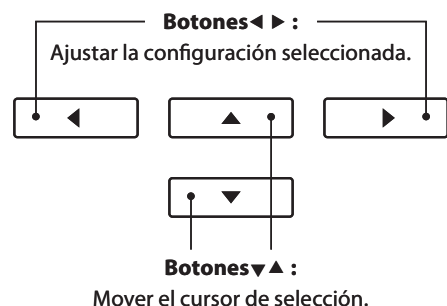 Botones◀ ▶ :
Ajustar la configuración seleccionada.
Botones▼▲ :
Mover el cursor de selección.